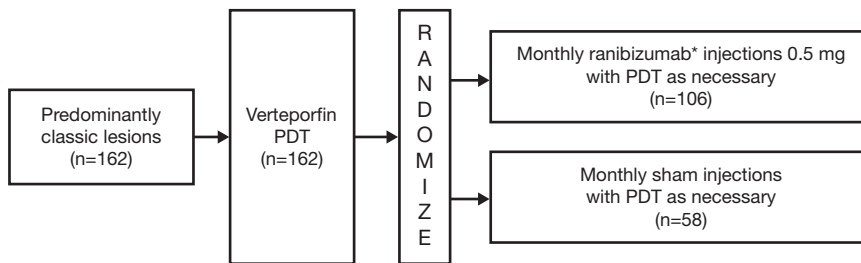 Predominantly
classic lesions
(n=162)
Verteporfin
PDT
(n=162)
RANDOMIZE
Monthly ranibizumab* injections 0.5 mg
with PDT as necessary
(n=106)
Monthly sham injections
with PDT as necessary
(n=58)